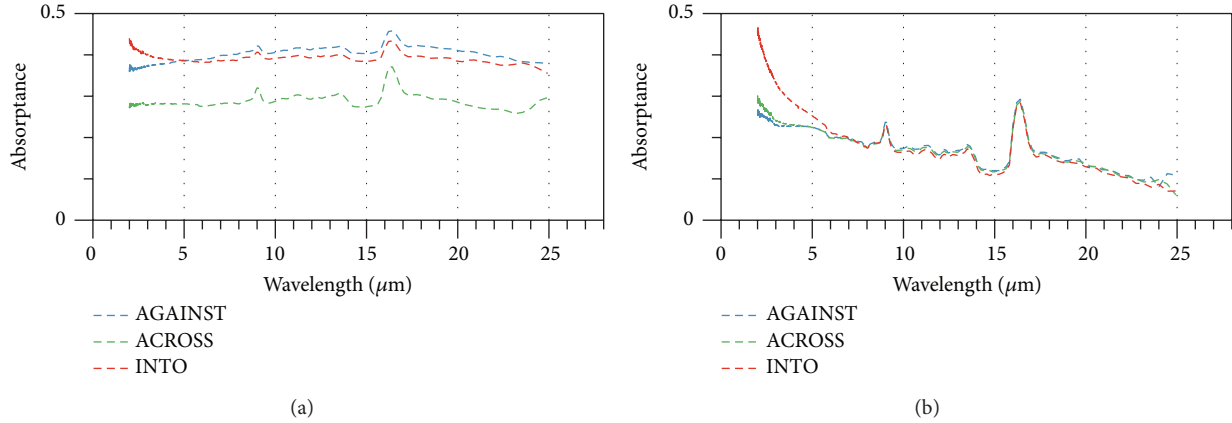 0.5
Absorptance
0
0 5 10 15 20 25
Wavelength (μm)
AGAINST
ACROSS
INTO
(a)
0.5
Absorptance
0
0 5 10 15 20 25
Wavelength (μm)
AGAINST
ACROSS
INTO
(b)